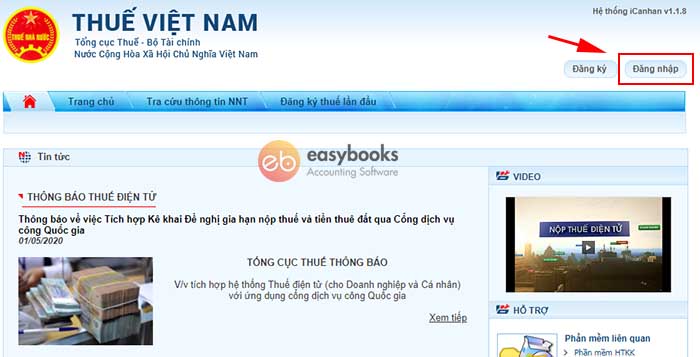 Hệ thống iCanhan v1.1.8
THUẾ VIỆT NAM
Tổng cục Thuế - Bộ Tài chính
Nước Cộng Hòa Xã Hội Chủ Nghĩa Việt Nam
THUẾ NHÀ NƯỚC
Đăng ký
Đăng nhập
Trang chủ
Tra cứu thông tin NNT
Đăng ký thuế lần đầu
Tin tức
eb easybooks
Accounting Software
THÔNG BÁO THUẾ ĐIỆN TỬ
Thông báo về việc Tích hợp Kê khai Đề nghị gia hạn nộp thuế và tiền thuê đất qua Cổng dịch vụ
công Quốc gia
01/05/2020
TỔNG CỤC THUẾ THÔNG BÁO
V/v tích hợp hệ thống Thuế điện tử (cho Doanh nghiệp và Cá nhân)
với ứng dụng cổng dịch vụ công Quốc gia
Xem tiếp
VIDEO
NỘP THUẾ ĐIỆN TỬ
HỖ TRỢ
Phần mềm liên quan
Phần mềm HTKK